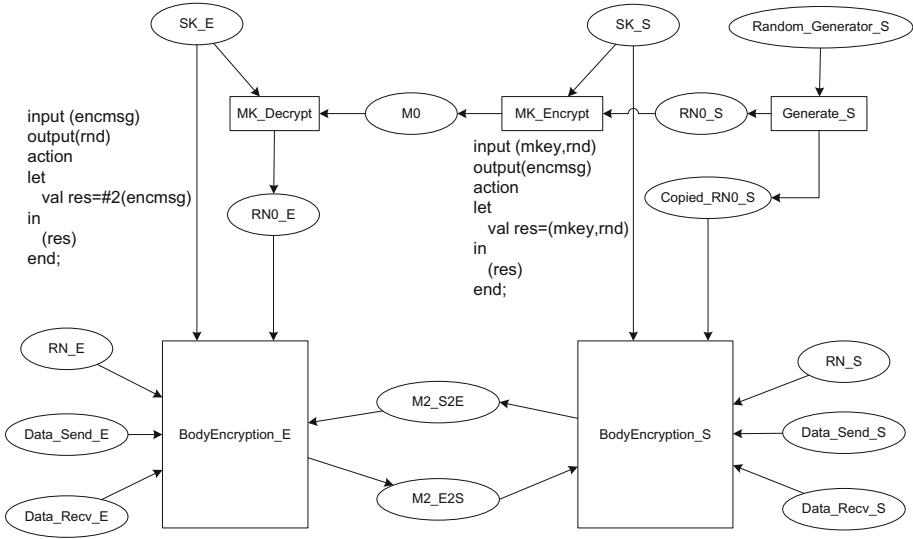 SK_E
SK_S
Random_Generator_S
MK_Decrypt
M0
MK_Encrypt
RN0_S
Generate_S
input (encmsg)
output(rnd)
action
let
val res=#2(encmsg)
in
(res)
end;
input (mkey,rnd)
output(encmsg)
action
let
val res=(mkey,rnd)
in
(res)
end;
RN0_E
Copied_RN0_S
RN_E
Data_Send_E
Data_Recv_E
BodyEncryption_E
M2_S2E
M2_E2S
BodyEncryption_S
RN_S
Data_Send_S
Data_Recv_S